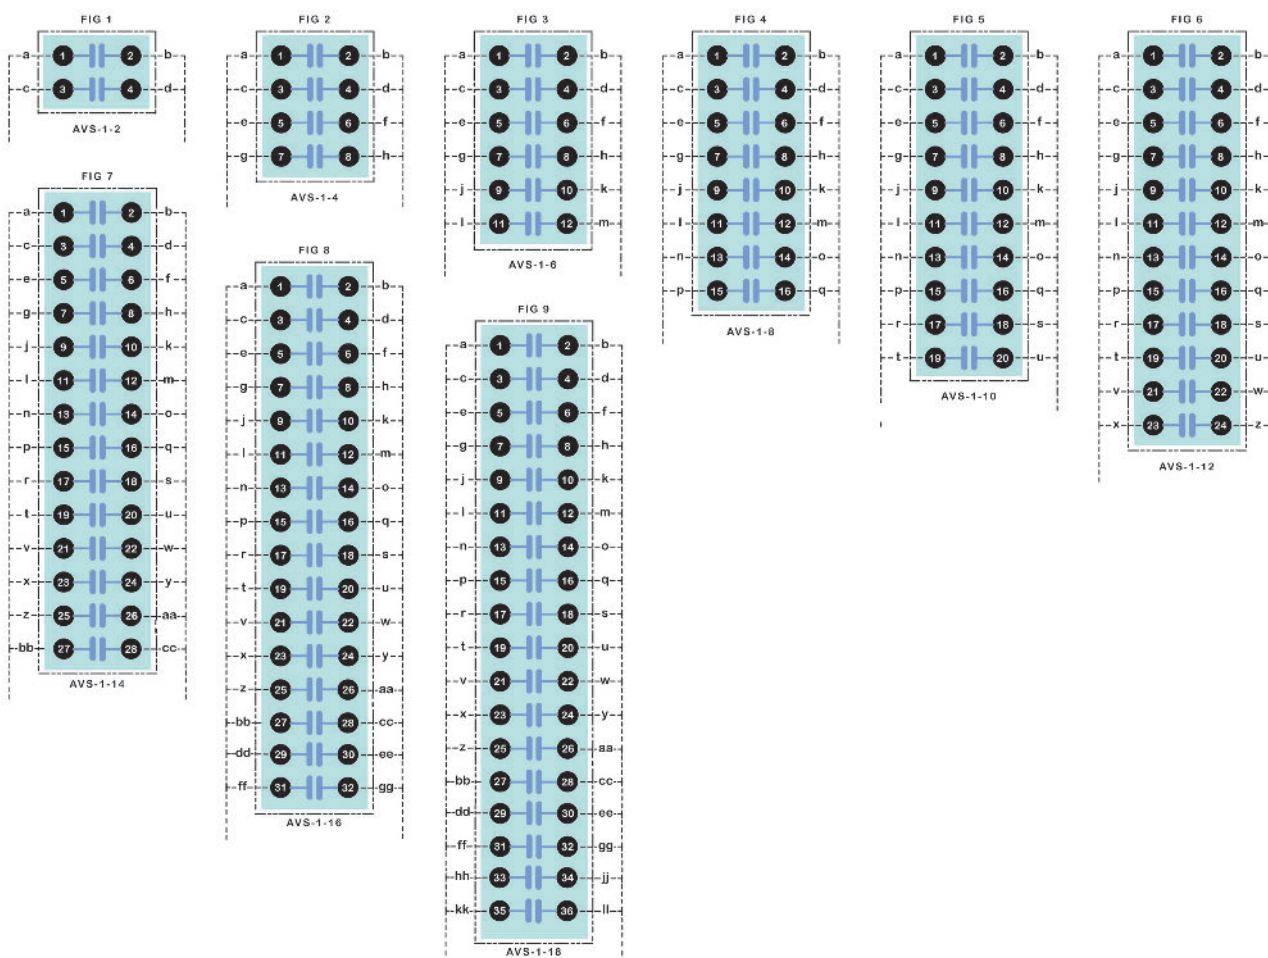 FIG 1
a 1 2 b
c 3 4 d
AVS-1-2
FIG 2
a 1 2 b
c 3 4 d
e 5 6 f
g 7 8 h
AVS-1-4
FIG 3
a 1 2 b
c 3 4 d
e 5 6 f
g 7 8 h
j 9 10 k
l 11 12 m
AVS-1-6
FIG 4
a 1 2 b
c 3 4 d
e 5 6 f
g 7 8 h
j 9 10 k
l 11 12 m
n 13 14 o
p 15 16 q
AVS-1-8
FIG 5
a 1 2 b
c 3 4 d
e 5 6 f
g 7 8 h
j 9 10 k
l 11 12 m
n 13 14 o
p 15 16 q
r 17 18 s
t 19 20 u
AVS-1-10
FIG 6
a 1 2 b
c 3 4 d
e 5 6 f
g 7 8 h
j 9 10 k
l 11 12 m
n 13 14 o
p 15 16 q
r 17 18 s
t 19 20 u
v 21 22 w
x 23 24 z
AVS-1-12
FIG 7
a 1 2 b
c 3 4 d
e 5 6 f
g 7 8 h
j 9 10 k
l 11 12 m
n 13 14 o
p 15 16 q
r 17 18 s
t 19 20 u
v 21 22 w
x 23 24 y
z 25 26 aa
bb 27 28 cc
AVS-1-14
FIG 8
a 1 2 b
c 3 4 d
e 5 6 f
g 7 8 h
j 9 10 k
l 11 12 m
n 13 14 o
p 15 16 q
r 17 18 s
t 19 20 u
v 21 22 w
x 23 24 y
z 25 26 aa
bb 27 28 cc
dd 29 30 ee
ff 31 32 gg
AVS-1-16
FIG 9
a 1 2 b
c 3 4 d
e 5 6 f
g 7 8 h
j 9 10 k
l 11 12 m
n 13 14 o
p 15 16 q
r 17 18 s
t 19 20 u
v 21 22 w
x 23 24 y
z 25 26 aa
bb 27 28 cc
dd 29 30 ee
ff 31 32 gg
hh 33 34 jj
kk 35 36 ll
AVS-1-18